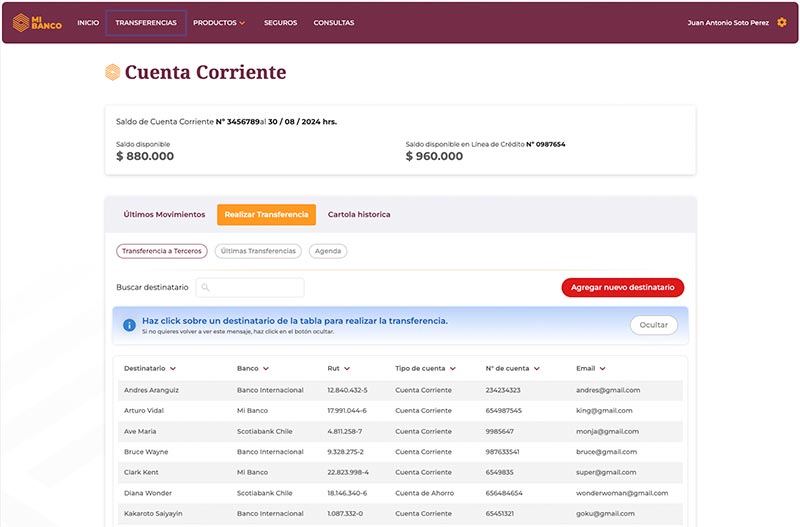 MI
BANCO
INICIO TRANSFERENCIAS PRODUCTOS SEGUROS CONSULTAS Juan Antonio Soto Perez
Cuenta Corriente
Saldo de Cuenta Corriente Nº 3456789al 30 / 08 / 2024 hrs.
Saldo disponible Saldo disponible en Línea de Crédito Nº 0987654
$ 880.000 $ 960.000
Últimos Movimientos Realizar Transferencia Cartola historica
Transferencia a Terceros Últimas Transferencias Agenda
Buscar destinatario Agregar nuevo destinatario
Haz click sobre un destinatario de la tabla para realizar la transferencia.
Si no quieres volver a ver este mensaje, haz click en el botón ocultar.
Ocultar
Destinatario Banco Rut Tipo de cuenta Nº de cuenta Email
Andres Aranguiz Banco Internacional 12.840.432-5 Cuenta Corriente 234234323 andres@gmail.com
Arturo Vidal Mi Banco 17.991.044-6 Cuenta Corriente 654987545 king@gmail.com
Ave Maria Scotiabank Chile 4.811.258-7 Cuenta Corriente 9985647 monja@gmail.com
Bruce Wayne Banco Internacional 9.328.275-2 Cuenta Corriente 987633541 bruce@gmail.com
Clark Kent Mi Banco 22.823.998-4 Cuenta Corriente 6549835 super@gmail.com
Diana Wonder Scotiabank Chile 18.146.340-6 Cuenta de Ahorro 656484654 wonderwoman@gmail.com
Kakaroto Saiyayin Banco Internacional 1.087.332-0 Cuenta Corriente 65451321 goku@gmail.com